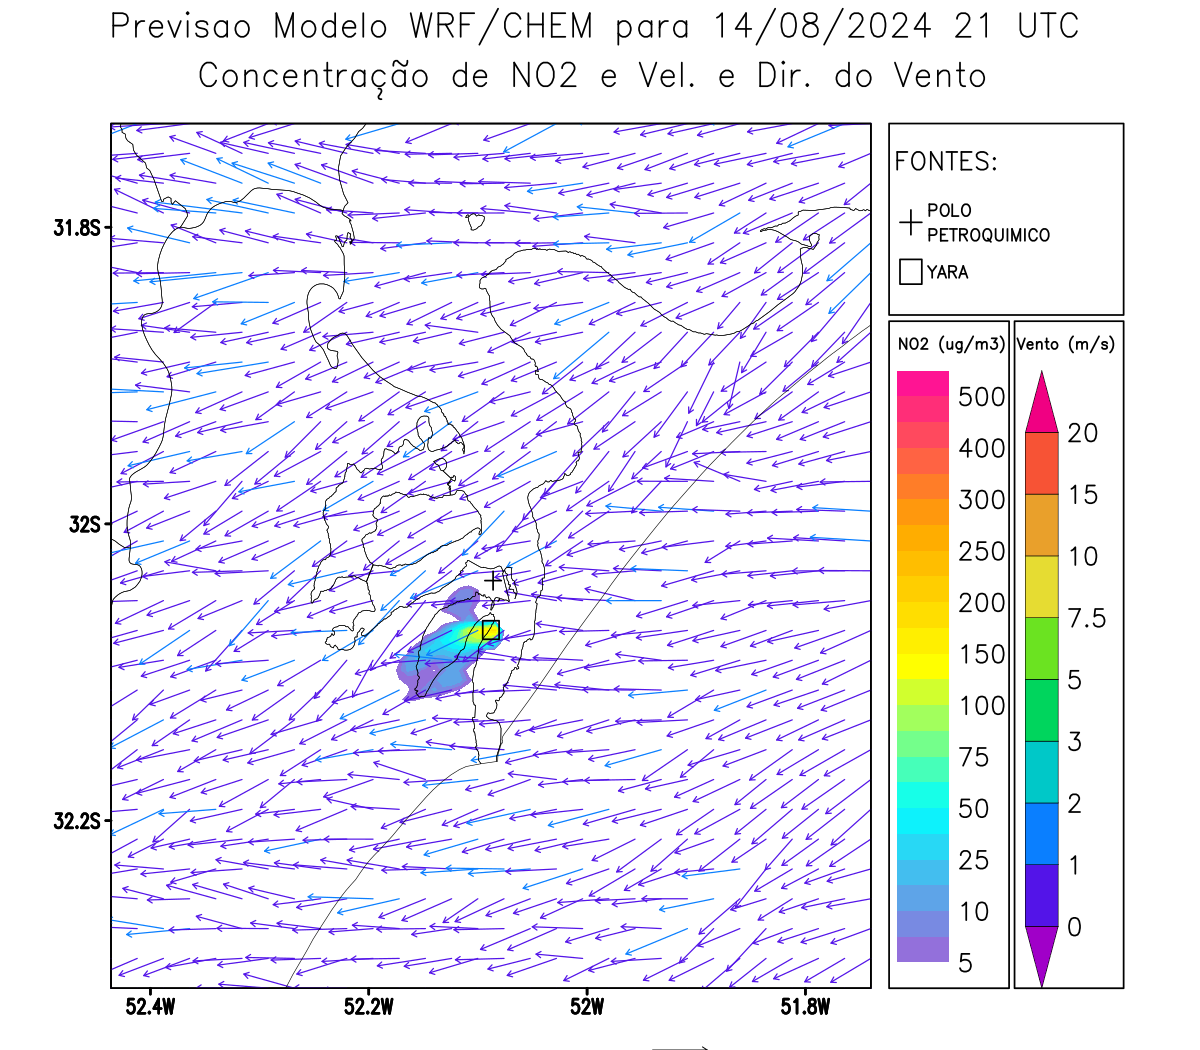 Previsao Modelo WRF/CHEM para 14/08/2024 21 UTC
Concentração de NO2 e Vel. e Dir. do Vento
FONTES:
POLO
PETROQUIMICO
YARA
NO2 (ug/m3)
500
400
300
250
200
150
100
75
50
25
10
5
Vento (m/s)
20
15
10
7.5
5
3
2
1
0
31.8S
32S
32.2S
52.4W
52.2W
52W
51.8W